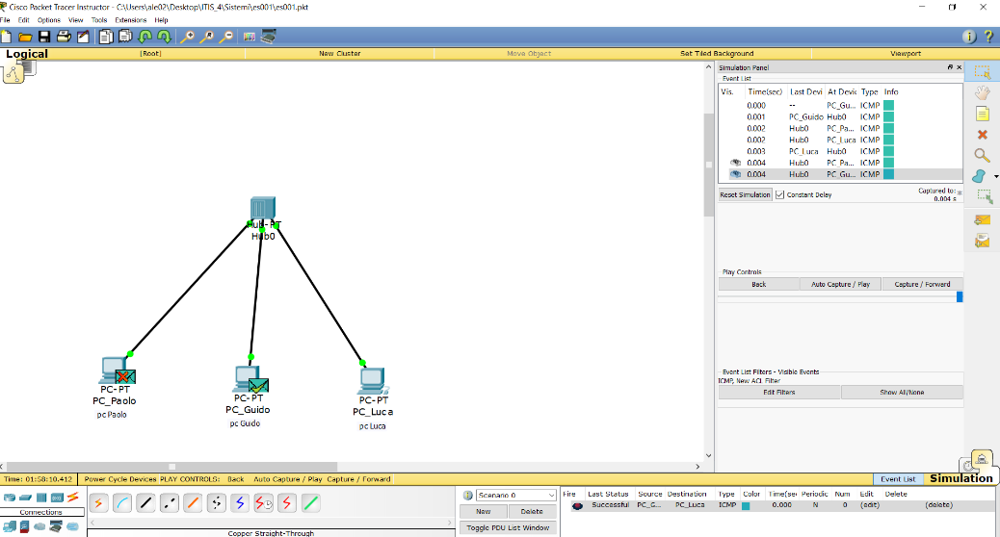 Cisco Packet Tracer Instructor - C:\Users\ale02\Desktop\ITIS_4\Sistemi\es001\es001.pkt
File Edit Options View Tools Extensions Help
Logical [Root] New Cluster Move Object Set Tiled Background Viewport
Simulation Panel
Event List
Vis. Time(sec) Last Devi At Devic Type Info
0.000 -- PC_Gu... ICMP
0.001 PC_Guido Hub0 ICMP
0.002 Hub0 PC_Pa... ICMP
0.002 Hub0 PC_Luca ICMP
0.003 PC_Luca Hub0 ICMP
0.004 Hub0 PC_Pa... ICMP
0.004 Hub0 PC_Gu... ICMP
Reset Simulation Constant Delay Captured to: *
0.004 s
Hub-PT
Hub0
Play Controls
Back Auto Capture / Play Capture / Forward
PC-PT
PC_Paolo
pc Paolo
PC-PT
PC_Guido
pc Guido
PC-PT
PC_Luca
pc Luca
Event List Filters - Visible Events
ICMP, New ACL Filter
Edit Filters Show All/None
Time: 01:58:10.412 Power Cycle Devices PLAY CONTROLS: Back Auto Capture / Play Capture / Forward Event List Simulation
Connections
Copper Straight-Through
Scenario 0
New Delete
Toggle PDU List Window
Fire Last Status Source Destination Type Color Time(sec Periodic Num Edit Delete
Successful PC_G... PC_Luca ICMP 0.000 N 0 (edit) (delete)